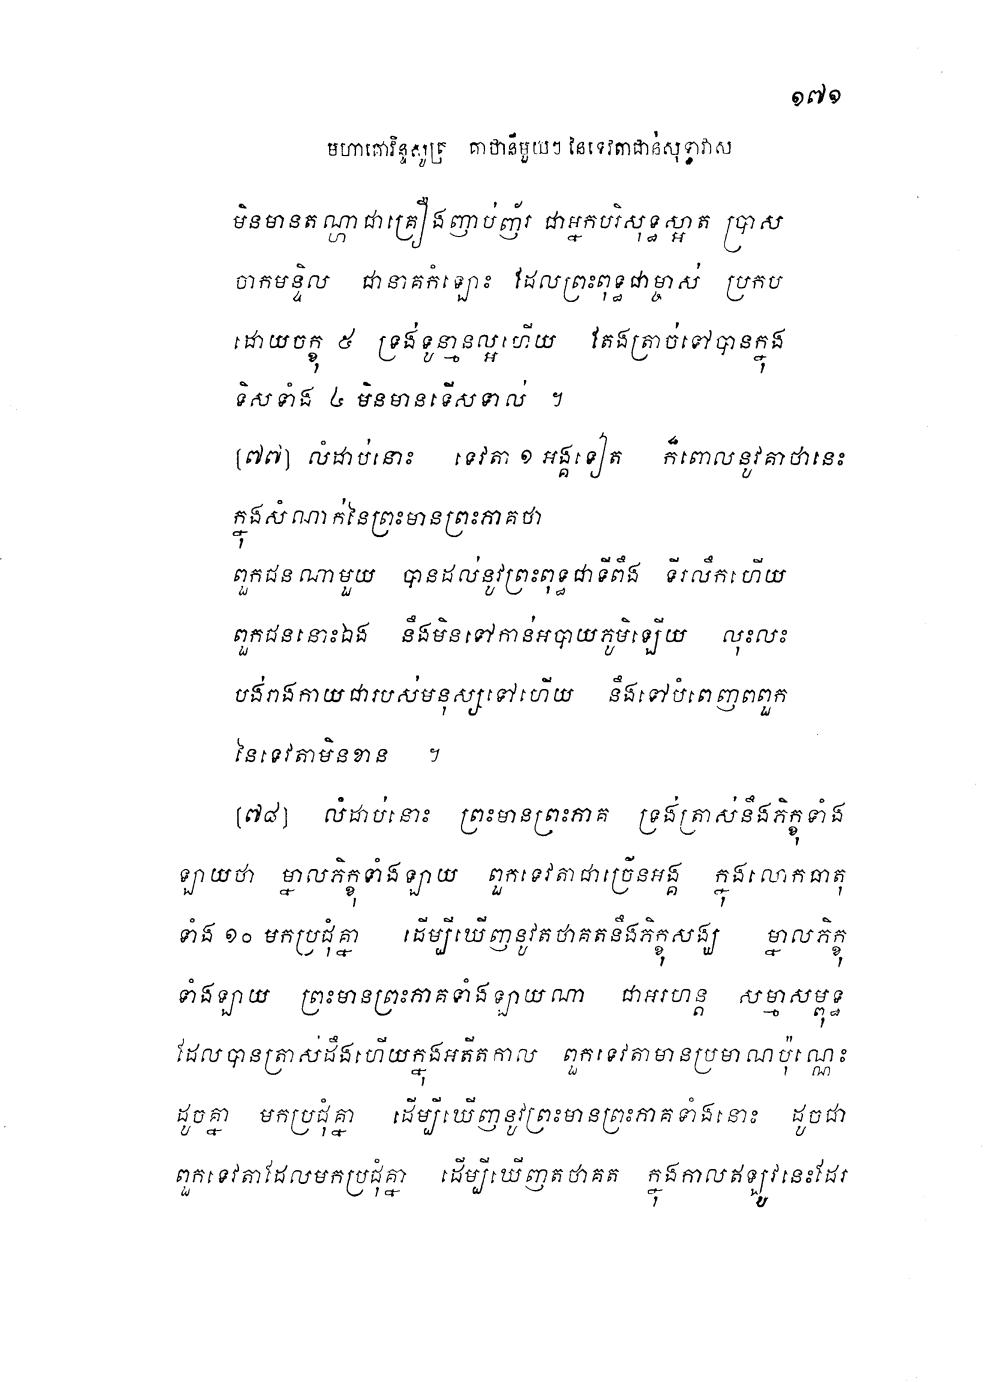 ១៧១
មហាគោវិន្ទសូត្រ គាថានីមួយៗ នៃទេវតាជាន់សុទ្ធាវាស
មិនមានតណ្ហាជាគ្រឿងញាប់ញ័រ ជាអ្នកបរិសុទ្ធស្អាត ប្រាស
ចាកមន្ទិល ជានាគកំឡោះ ដែលព្រះពុទ្ធជាម្ចាស់ ប្រកប
ដោយចក្ខុ ៥ ទ្រង់ទូន្មានល្អហើយ តែងត្រាច់ទៅបានក្នុង
ទិសទាំង ៤ មិនមានទើសទាល់ ។
[៧៧] លំដាប់នោះ ទេវតា ១ អង្គទៀត ក៏ពោលនូវគាថានេះ
ក្នុងសំណាក់នៃព្រះមានព្រះភាគថា
ពួកជនណាមួយ បានដល់នូវព្រះពុទ្ធជាទីពឹង ទីរលឹកហើយ
ពួកជននោះឯង នឹងមិនទៅកាន់អបាយភូមិឡើយ លុះលះ
បង់រាងកាយជារបស់មនុស្សទៅហើយ នឹងទៅបំពេញពពួក
នៃទេវតាមិនខាន ។
[៧៨] លំដាប់នោះ ព្រះមានព្រះភាគ ទ្រង់ត្រាស់នឹងភិក្ខុទាំង
ឡាយថា ម្នាលភិក្ខុទាំងឡាយ ពួកទេវតាជាច្រើនអង្គ ក្នុងលោកធាតុ
ទាំង ១០ មកប្រជុំគ្នា ដើម្បីឃើញនូវតថាគតនឹងភិក្ខុសង្ឃ ម្នាលភិក្ខុ
ទាំងឡាយ ព្រះមានព្រះភាគទាំងឡាយណា ជាអរហន្ត សម្មាសម្ពុទ្ធ
ដែលបានត្រាស់ដឹងហើយក្នុងអតីតកាល ពួកទេវតាមានប្រមាណប៉ុណ្ណេះ
ដូចគ្នា មកប្រជុំគ្នា ដើម្បីឃើញនូវព្រះមានព្រះភាគទាំងនោះ ដូចជា
ពួកទេវតាដែលមកប្រជុំគ្នា ដើម្បីឃើញតថាគត ក្នុងកាលឥឡូវនេះដែរ